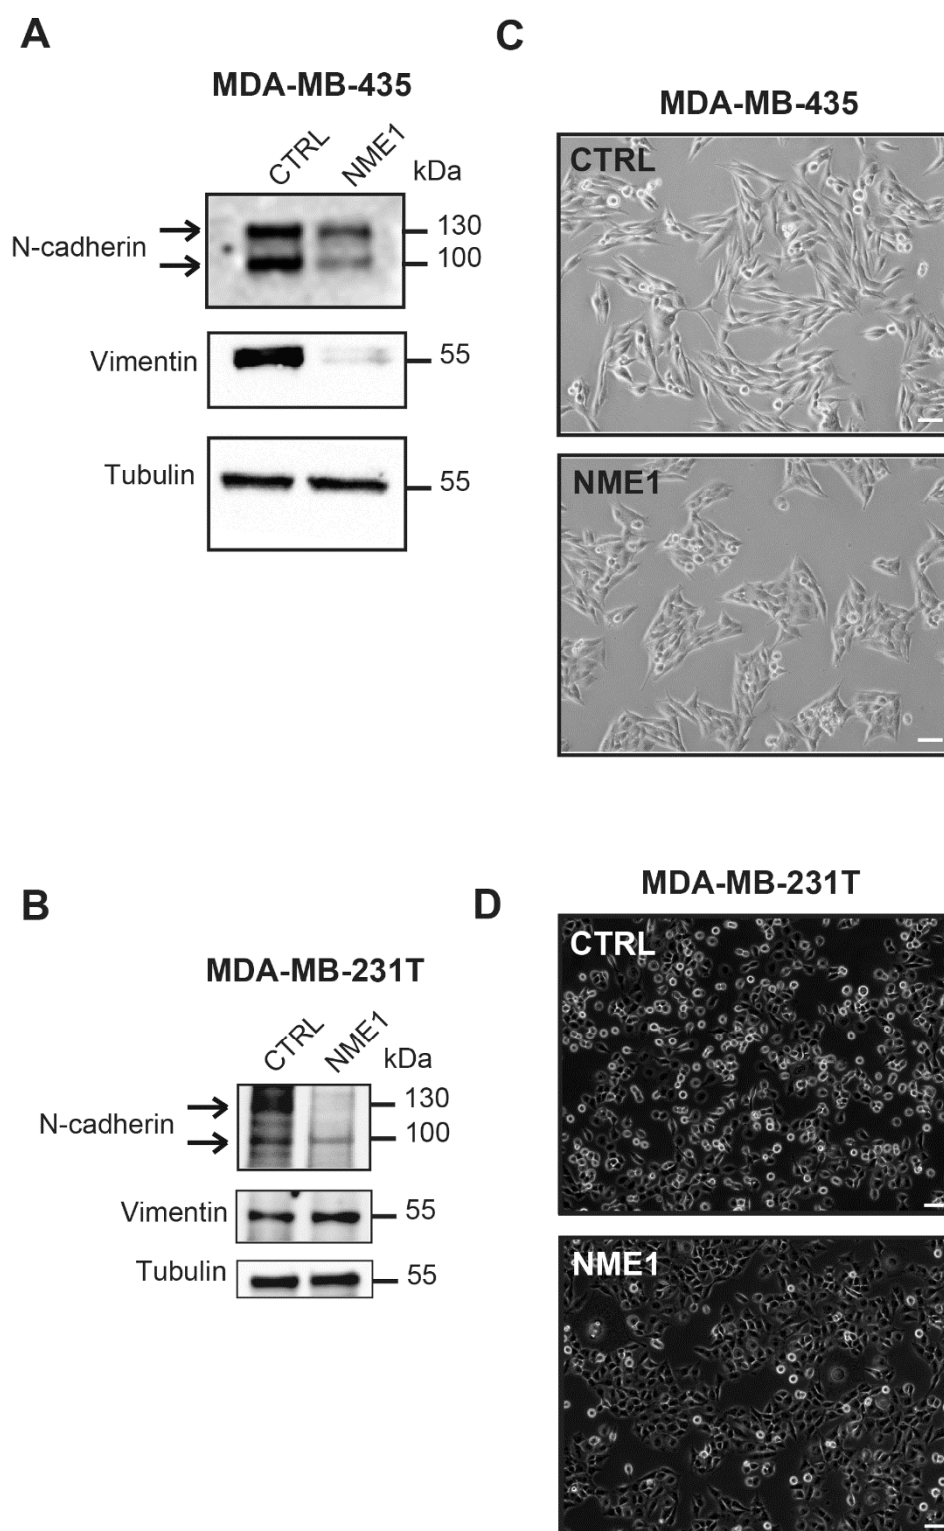 A
MDA-MB-435
CTRL NME1 kDa
N-cadherin 130
100
Vimentin 55
Tubulin 55
C
MDA-MB-435
CTRL
NME1
B
MDA-MB-231T
CTRL NME1 kDa
N-cadherin 130
100
Vimentin 55
Tubulin 55
D
MDA-MB-231T
CTRL
NME1